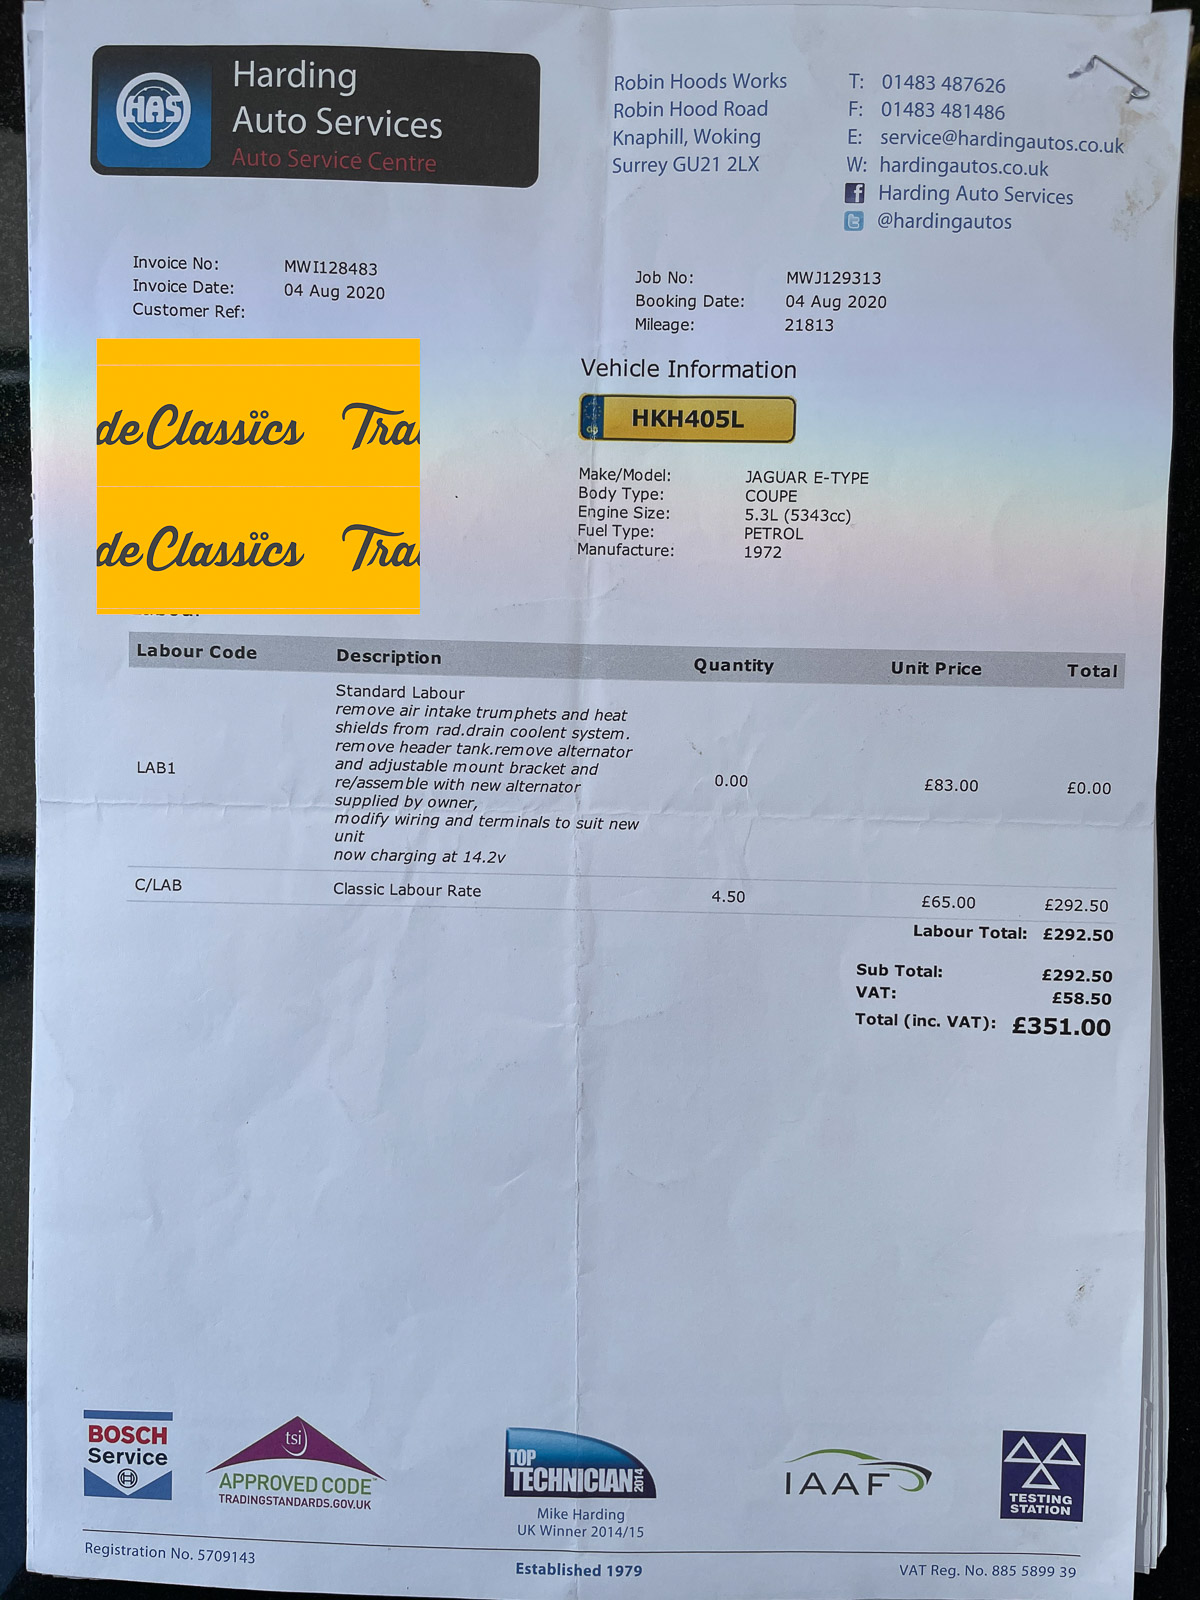 HAS
Harding
Auto Services
Auto Service Centre
Robin Hoods Works
Robin Hood Road
Knaphill, Woking
Surrey GU21 2LX
T: 01483 487626
F: 01483 481486
E: service@hardingautos.co.uk
W: hardingautos.co.uk
f Harding Auto Services
t @hardingautos
Invoice No: MWI128483
Invoice Date: 04 Aug 2020
Customer Ref:
Job No: MWJ129313
Booking Date: 04 Aug 2020
Mileage: 21813
de Classics Tra
de Classics Tra
Vehicle Information
GB HKH405L
Make/Model: JAGUAR E-TYPE
Body Type: COUPE
Engine Size: 5.3L (5343cc)
Fuel Type: PETROL
Manufacture: 1972
Labour Code Description Quantity Unit Price Total
Standard Labour
remove air intake trumphets and heat
shields from rad.drain coolent system.
remove header tank.remove alternator
and adjustable mount bracket and
LAB1 re/assemble with new alternator 0.00 £83.00 £0.00
supplied by owner,
modify wiring and terminals to suit new
unit
now charging at 14.2v
C/LAB Classic Labour Rate 4.50 £65.00 £292.50
Labour Total: £292.50
Sub Total: £292.50
VAT: £58.50
Total (inc. VAT): £351.00
BOSCH
Service
tsi
APPROVED CODE
TRADINGSTANDARDS.GOV.UK
TOP
TECHNICIAN 2014
Mike Harding
UK Winner 2014/15
IAAF
TESTING
STATION
Registration No. 5709143
Established 1979
VAT Reg. No. 885 5899 39